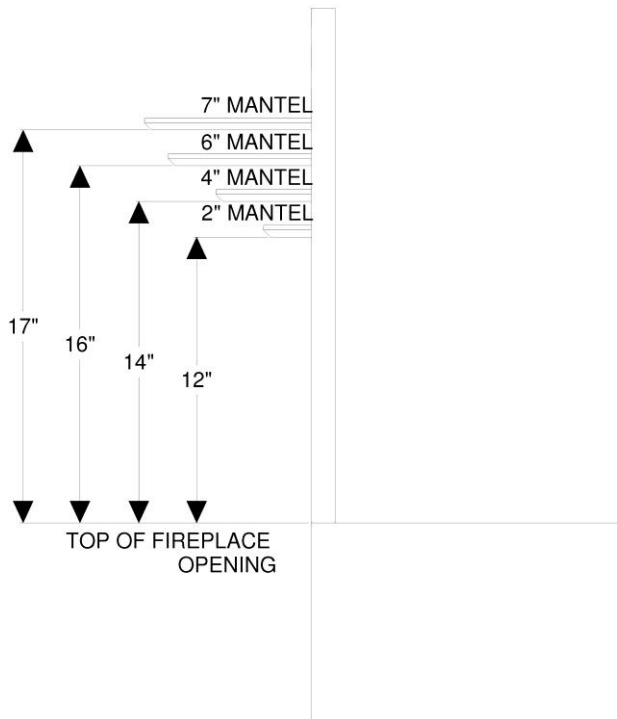 7" MANTEL
6" MANTEL
4" MANTEL
2" MANTEL
17"
16"
14"
12"
TOP OF FIREPLACE
OPENING